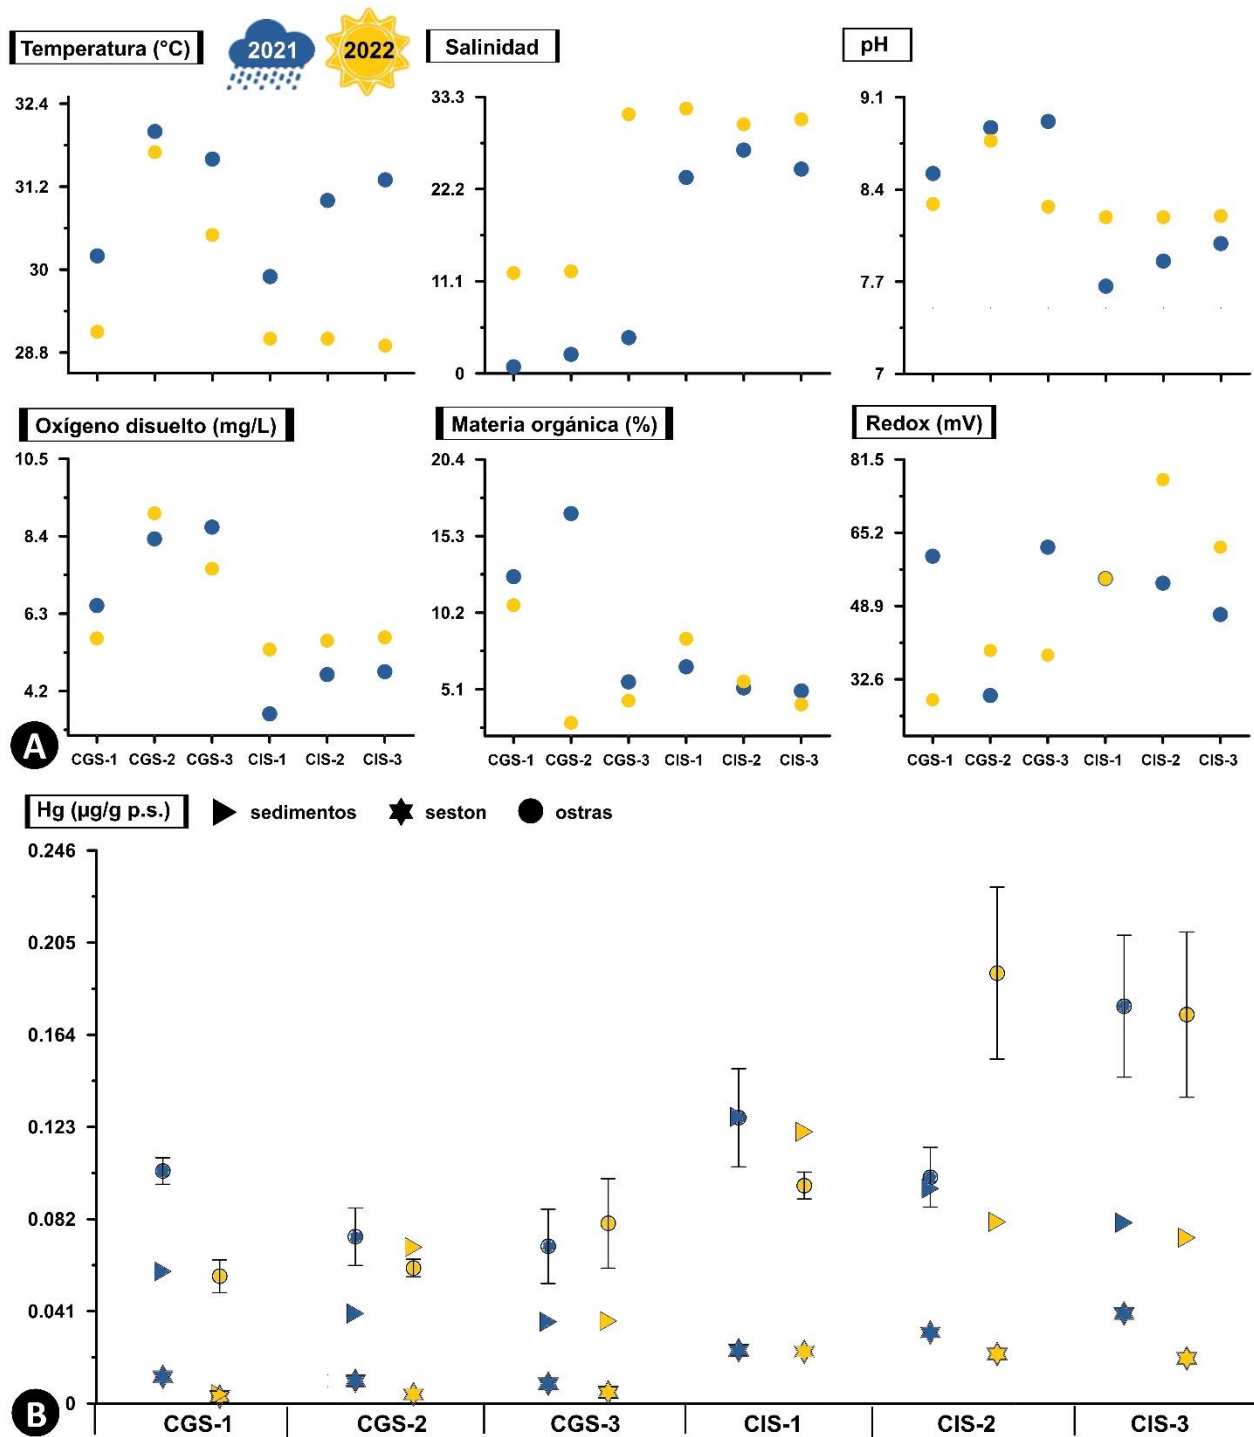 Temperatura (°C)
2021
2022
Salinidad
pH
32.4
31.2
30
28.8
33.3
22.2
11.1
0
9.1
8.4
7.7
7
Oxígeno disuelto (mg/L)
Materia orgánica (%)
Redox (mV)
10.5
8.4
6.3
4.2
20.4
15.3
10.2
5.1
81.5
65.2
48.9
32.6
A
CGS-1 CGS-2 CGS-3 CIS-1 CIS-2 CIS-3
CGS-1 CGS-2 CGS-3 CIS-1 CIS-2 CIS-3
CGS-1 CGS-2 CGS-3 CIS-1 CIS-2 CIS-3
Hg (µg/g p.s.)
sedimentos
seston
ostras
0.246
0.205
0.164
0.123
0.082
0.041
0
B
CGS-1
CGS-2
CGS-3
CIS-1
CIS-2
CIS-3